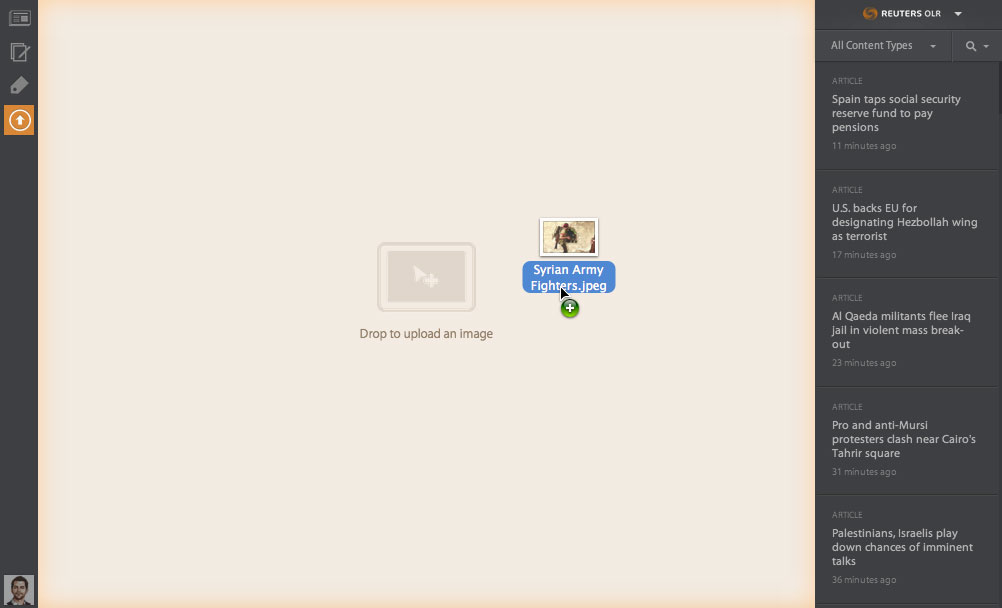 Drop to upload an image
Syrian Army
Fighters.jpeg
REUTERS OLR
All Content Types
ARTICLE
Spain taps social security
reserve fund to pay
pensions
11 minutes ago
ARTICLE
U.S. backs EU for
designating Hezbollah wing
as terrorist
17 minutes ago
ARTICLE
Al Qaeda militants flee Iraq
jail in violent mass break-
out
23 minutes ago
ARTICLE
Pro and anti-Mursi
protesters clash near Cairo's
Tahrir square
31 minutes ago
ARTICLE
Palestinians, Israelis play
down chances of imminent
talks
36 minutes ago